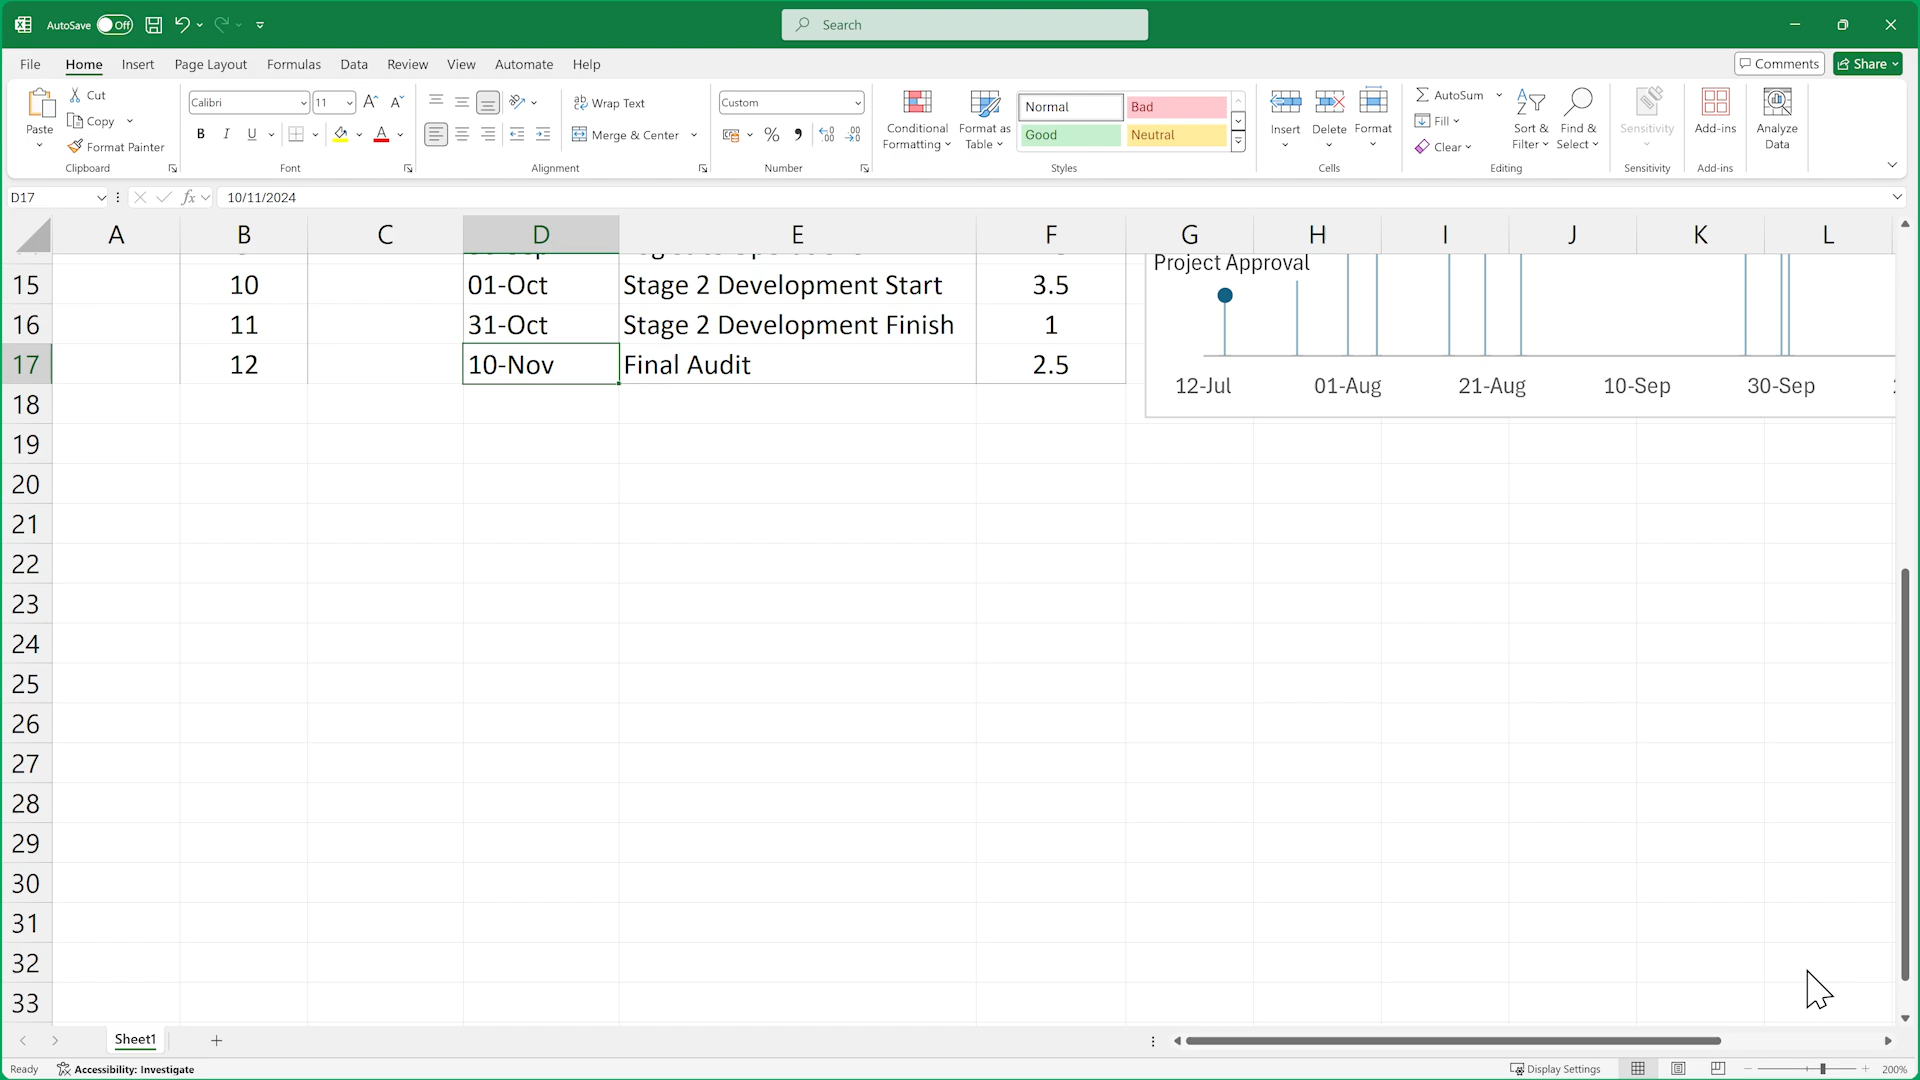 AutoSave Off Search
File Home Insert Page Layout Formulas Data Review View Automate Help Comments Share
Paste Cut Copy Format Painter Clipboard
Calibri 11 B I U A Font
Wrap Text Merge & Center Alignment
Custom % Number
Conditional Formatting Format as Table Normal Bad Good Neutral Styles
Insert Delete Format Cells
AutoSum Fill Clear Sort & Filter Find & Select Editing
Sensitivity Sensitivity
Add-ins Add-ins
Analyze Data
D17 fx 10/11/2024
A B C D E F G H I J K L
Project Approval
15 10 01-Oct Stage 2 Development Start 3.5
16 11 31-Oct Stage 2 Development Finish 1
17 12 10-Nov Final Audit 2.5
12-Jul 01-Aug 21-Aug 10-Sep 30-Sep
18
19
20
21
22
23
24
25
26
27
28
29
30
31
32
33
Sheet1
Ready Accessibility: Investigate Display Settings 200%